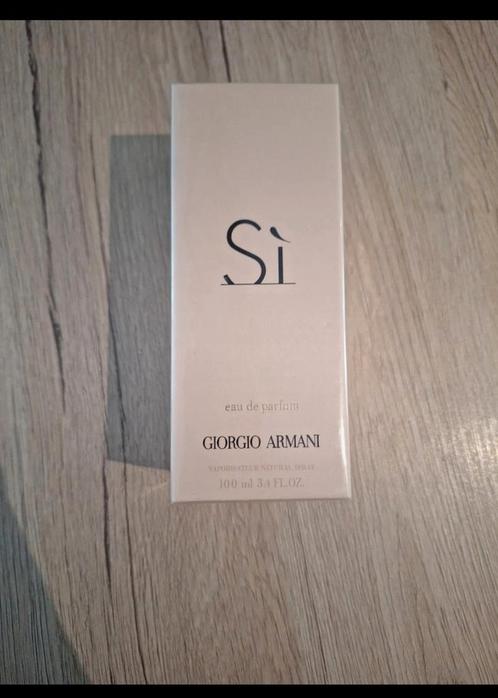 Sì
eau de parfum
GIORGIO ARMANI
VAPORISATEUR NATURAL SPRAY
100 ml 3.4 FL.OZ.